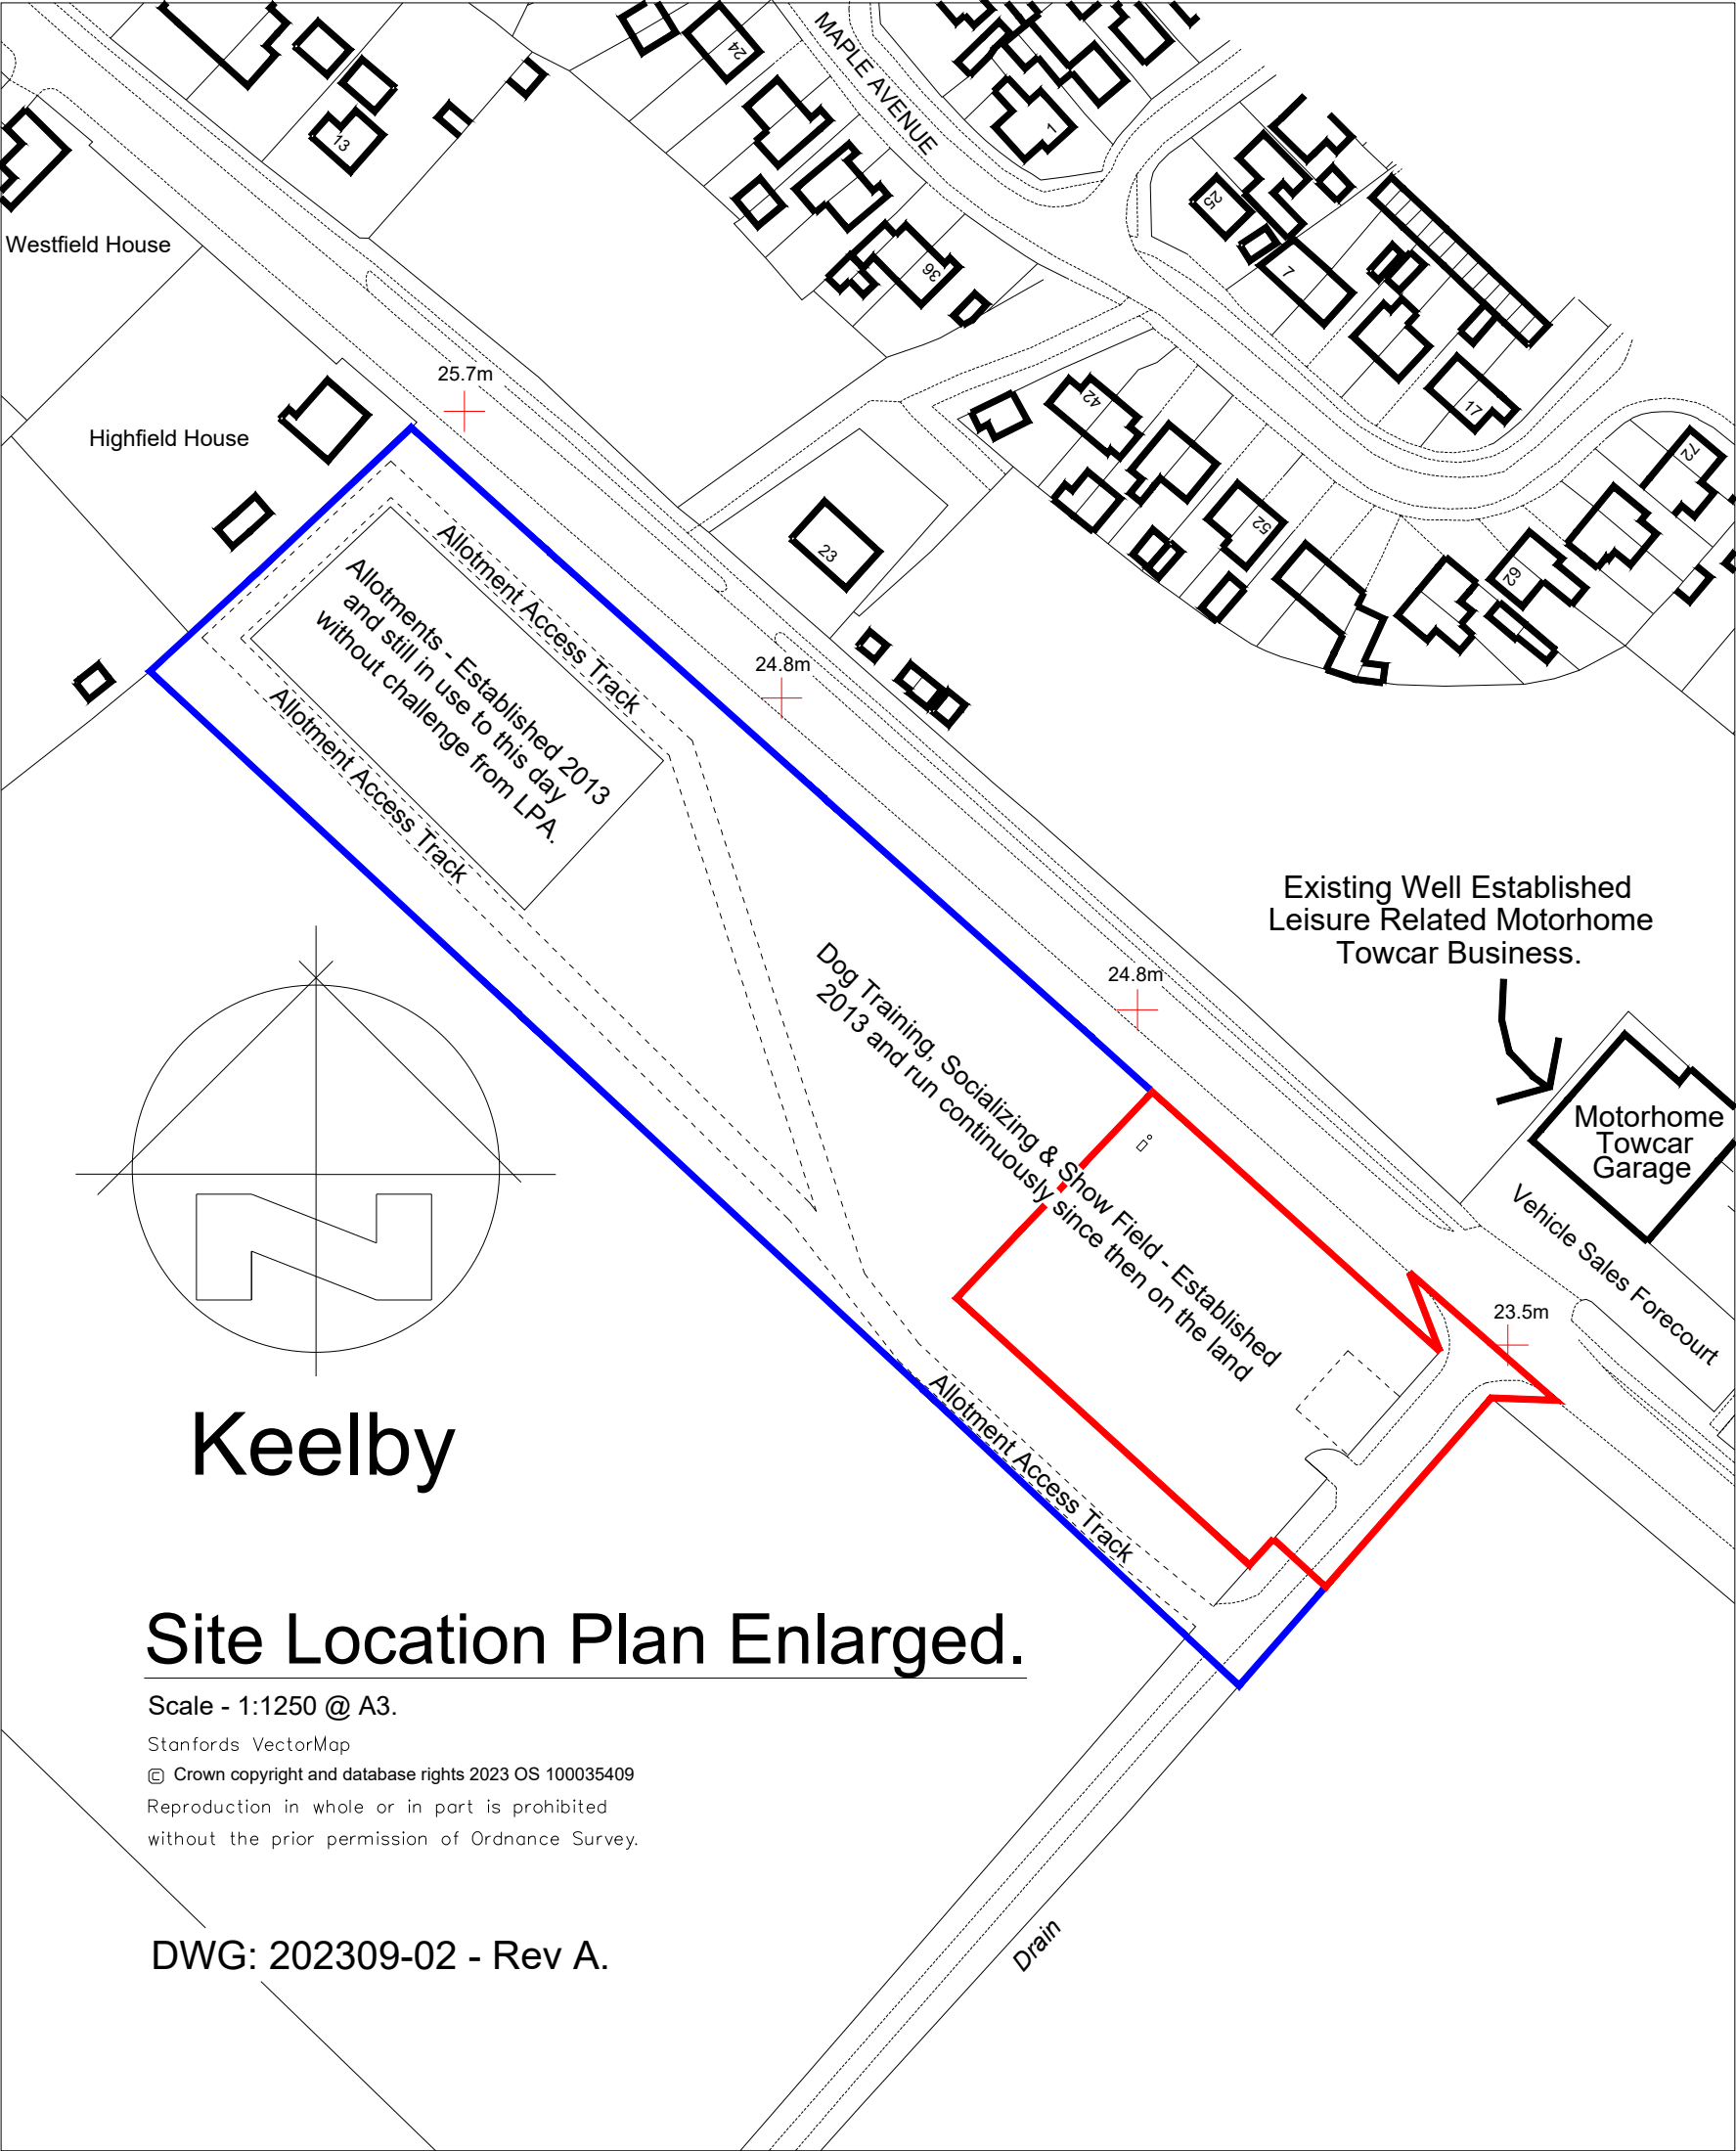 MAPLE AVENUE
24
1
13
25
7
36
Westfield House
25.7m
42
17
72
Highfield House
23
52
62
Allotment Access Track
Allotments - Established 2013
and still in use to this day
without challenge from LPA.
Allotment Access Track
24.8m
Existing Well Established
Leisure Related Motorhome
Towcar Business.
24.8m
Dog Training, Socializing & Show Field - Established
2013 and run continuously since then on the land
Motorhome
Towcar
Garage
Vehicle Sales Forecourt
23.5m
N
Allotment Access Track
Keelby
Site Location Plan Enlarged.
Scale - 1:1250 @ A3.
Stanfords VectorMap
© Crown copyright and database rights 2023 OS 100035409
Reproduction in whole or in part is prohibited
without the prior permission of Ordnance Survey.
Drain
DWG: 202309-02 - Rev A.